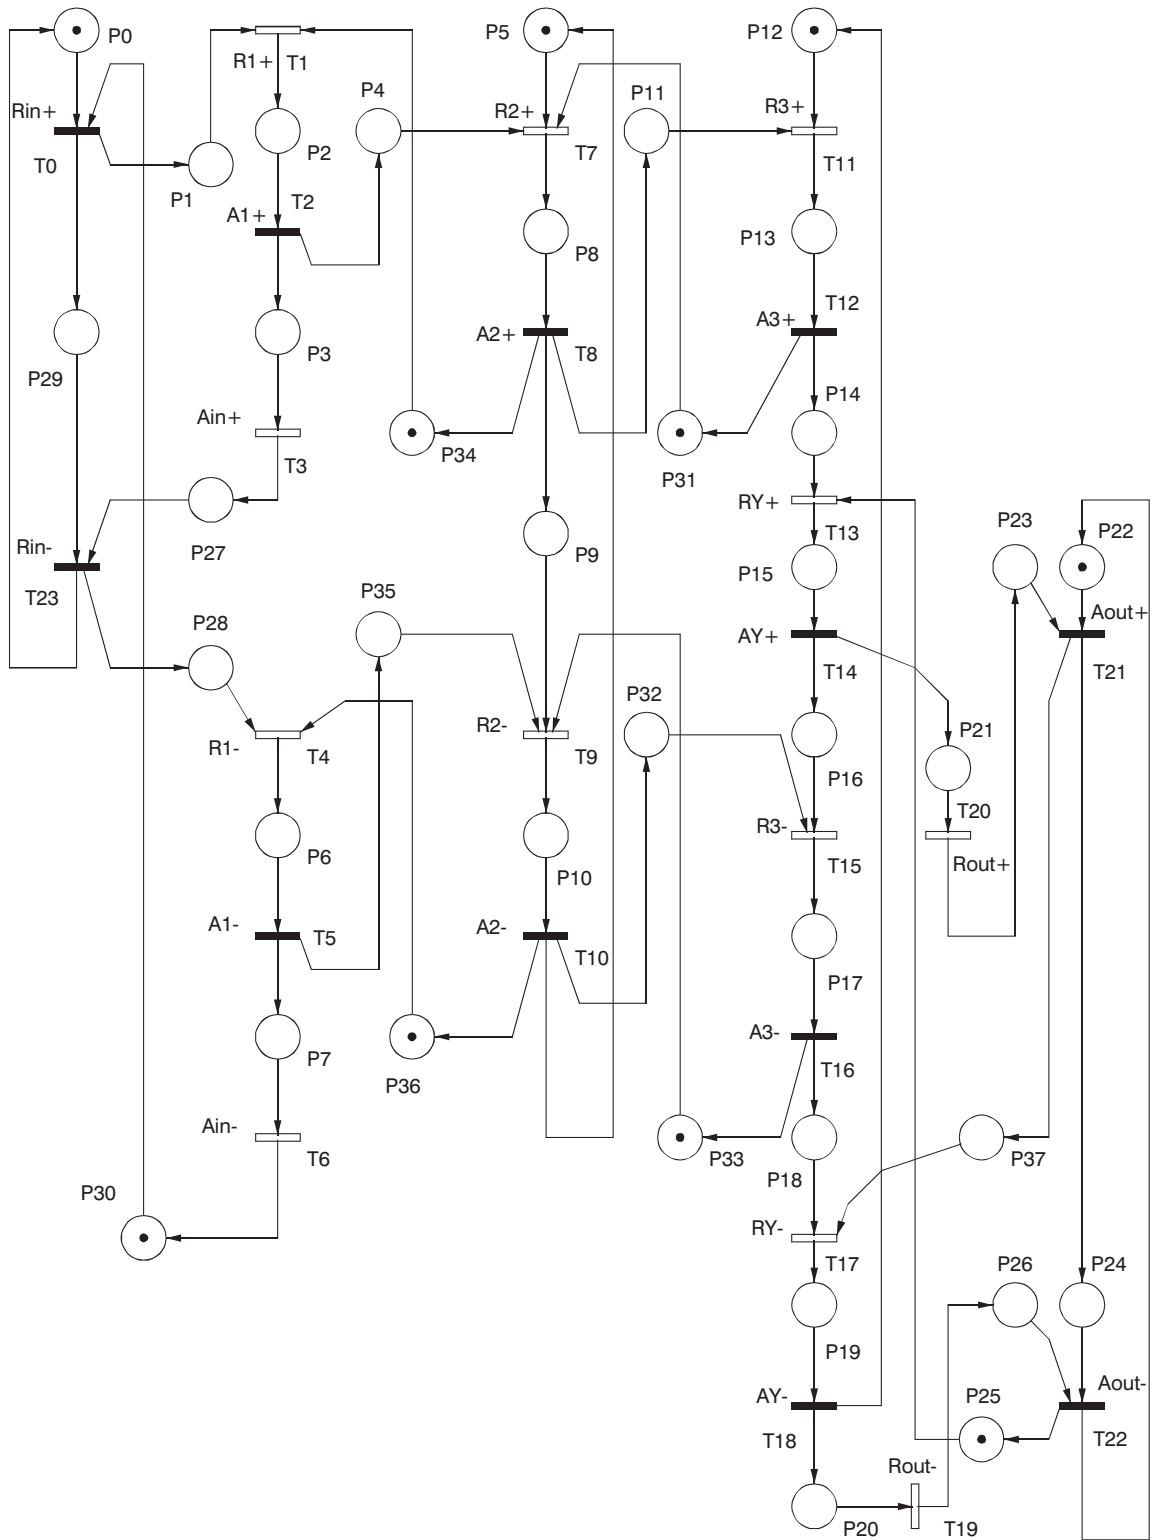 P0
P5
P12
R1+ T1
P4
P11
Rin+
R2+
R3+
T0
P1
P2
T7
T11
T2
A1+
P8
P13
T12
A2+
A3+
P29
P3
T8
P14
Ain+
T3
P34
P31
RY+
T13
P23
P22
Rin-
P27
P9
P15
Aout+
T23
P28
P35
AY+
T14
T21
R1-
T4
R2-
T9
P32
P21
P16
T20
R3-
T15
Rout+
P6
P10
A1-
T5
A2-
T10
P17
P7
P36
A3-
T16
Ain-
T6
P33
P18
P37
P30
RY-
T17
P26
P24
P19
AY-
P25
Aout-
T18
T22
Rout-
P20
T19